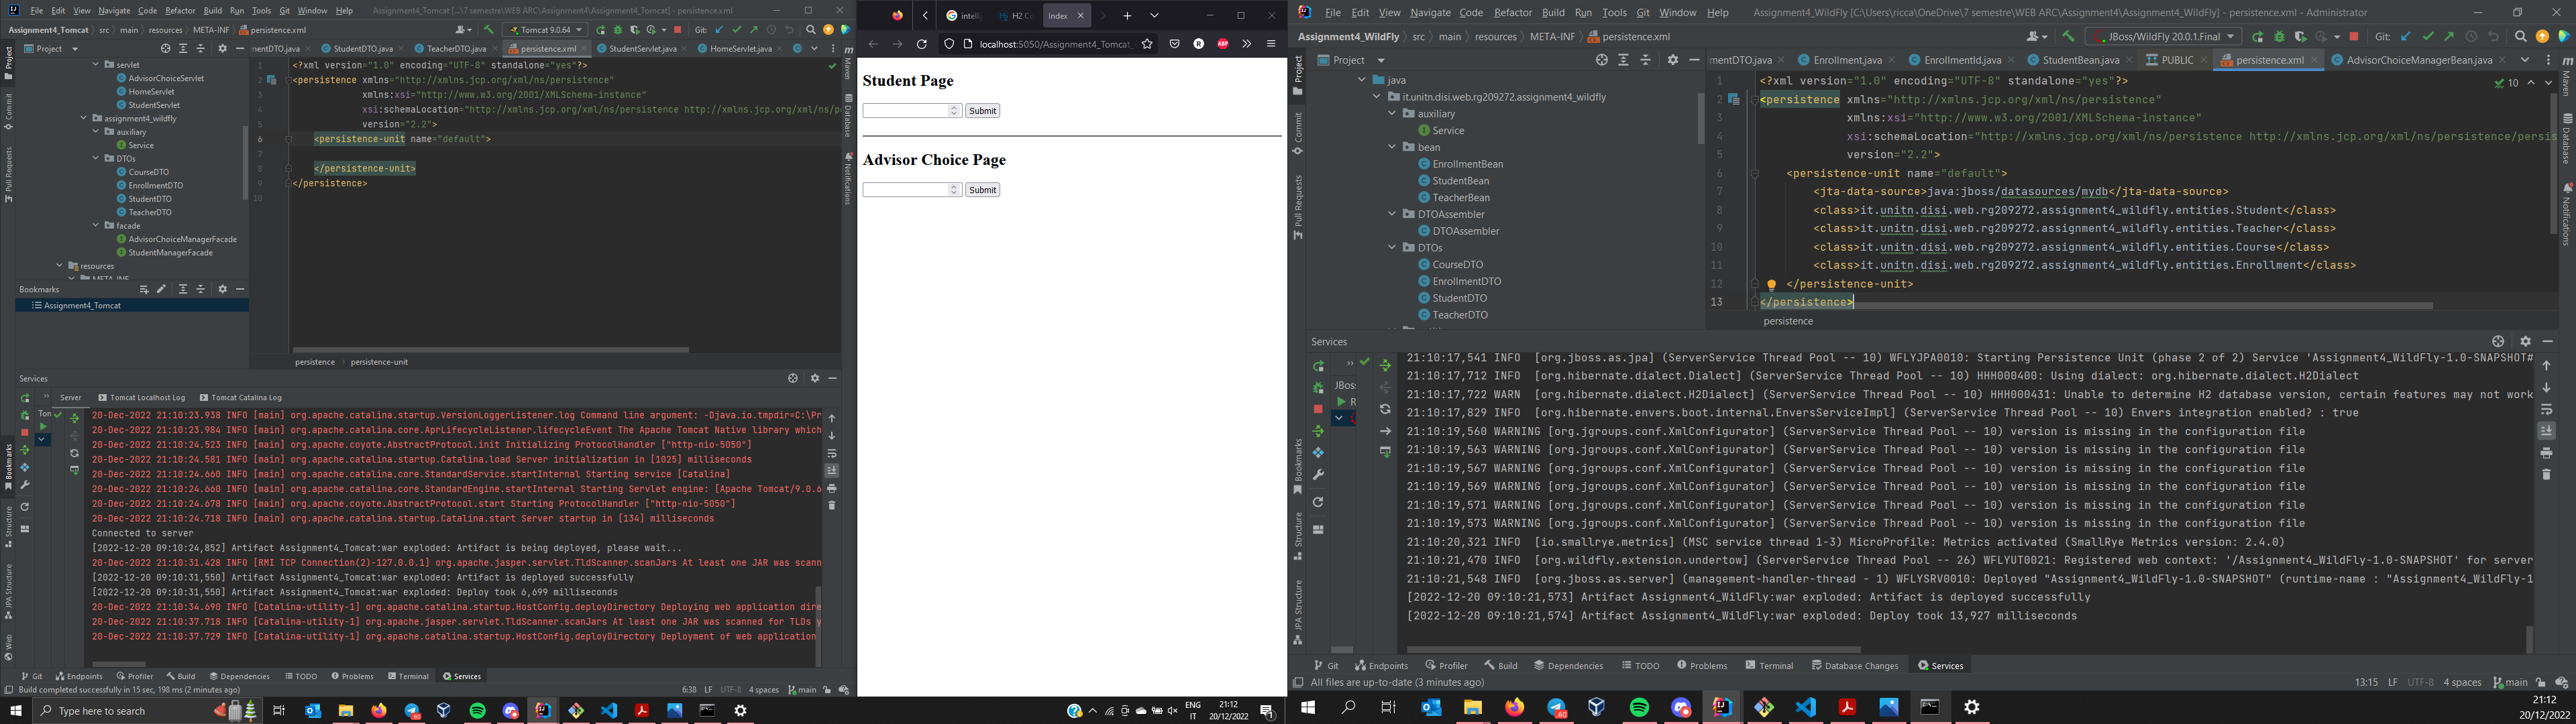 File Edit View Navigate Code Refactor Build Run Tools Git Window Help Assignment4_Tomcat [...\7 semestre\WEB ARC\Assignment4\Assignment4_Tomcat] - persistence.xml
Assignment4_Tomcat src main resources META-INF persistence.xml Tomcat 9.0.64 Git:
Project mentDTO.java StudentDTO.java TeacherDTO.java persistence.xml StudentServlet.java HomeServlet.java
servlet
AdvisorChoiceServlet
HomeServlet
StudentServlet
assignment4_wildfly
auxiliary
Service
DTOs
CourseDTO
EnrollmentDTO
StudentDTO
TeacherDTO
facade
AdvisorChoiceManagerFacade
StudentManagerFacade
resources
META-INF
Bookmarks
Assignment4_Tomcat
1 <?xml version="1.0" encoding="UTF-8" standalone="yes"?>
2 <persistence xmlns="http://xmlns.jcp.org/xml/ns/persistence"
3 xmlns:xsi="http://www.w3.org/2001/XMLSchema-instance"
4 xsi:schemaLocation="http://xmlns.jcp.org/xml/ns/persistence http://xmlns.jcp.org/xml/ns/p
5 version="2.2">
6 <persistence-unit name="default">
7
8 </persistence-unit>
9 </persistence>
10
persistence persistence-unit
Project
Commit
Pull Requests
Bookmarks
Structure
JPA Structure
Web
Maven
Database
Notifications
Services
Server Tomcat Localhost Log Tomcat Catalina Log
20-Dec-2022 21:10:23.938 INFO [main] org.apache.catalina.startup.VersionLoggerListener.log Command line argument: -Djava.io.tmpdir=C:\Pr
20-Dec-2022 21:10:23.984 INFO [main] org.apache.catalina.core.AprLifecycleListener.lifecycleEvent The Apache Tomcat Native library which
20-Dec-2022 21:10:24.523 INFO [main] org.apache.coyote.AbstractProtocol.init Initializing ProtocolHandler ["http-nio-5050"]
20-Dec-2022 21:10:24.581 INFO [main] org.apache.catalina.startup.Catalina.load Server initialization in [1025] milliseconds
20-Dec-2022 21:10:24.660 INFO [main] org.apache.catalina.core.StandardService.startInternal Starting service [Catalina]
20-Dec-2022 21:10:24.660 INFO [main] org.apache.catalina.core.StandardEngine.startInternal Starting Servlet engine: [Apache Tomcat/9.0.6
20-Dec-2022 21:10:24.678 INFO [main] org.apache.coyote.AbstractProtocol.start Starting ProtocolHandler ["http-nio-5050"]
20-Dec-2022 21:10:24.718 INFO [main] org.apache.catalina.startup.Catalina.start Server startup in [134] milliseconds
Connected to server
[2022-12-20 09:10:24,852] Artifact Assignment4_Tomcat:war exploded: Artifact is being deployed, please wait...
20-Dec-2022 21:10:31.428 INFO [RMI TCP Connection(2)-127.0.0.1] org.apache.jasper.servlet.TldScanner.scanJars At least one JAR was scann
[2022-12-20 09:10:31,550] Artifact Assignment4_Tomcat:war exploded: Artifact is deployed successfully
[2022-12-20 09:10:31,550] Artifact Assignment4_Tomcat:war exploded: Deploy took 6,699 milliseconds
20-Dec-2022 21:10:34.690 INFO [Catalina-utility-1] org.apache.catalina.startup.HostConfig.deployDirectory Deploying web application dire
20-Dec-2022 21:10:37.718 INFO [Catalina-utility-1] org.apache.jasper.servlet.TldScanner.scanJars At least one JAR was scanned for TLDs y
20-Dec-2022 21:10:37.729 INFO [Catalina-utility-1] org.apache.catalina.startup.HostConfig.deployDirectory Deployment of web application
Git Endpoints Profiler Build Dependencies TODO Problems Terminal Services
Build completed successfully in 15 sec, 198 ms (2 minutes ago) 6:38 LF UTF-8 4 spaces main
Type here to search ENG IT 21:12 20/12/2022
Index
localhost:5050/Assignment4_Tomcat_
Student Page
Submit
Advisor Choice Page
Submit
File Edit View Navigate Code Refactor Build Run Tools Git Window Help Assignment4_WildFly [C:\Users\ricca\OneDrive\7 semestre\WEB ARC\Assignment4\Assignment4_WildFly] - persistence.xml - Administrator
Assignment4_WildFly src main resources META-INF persistence.xml JBoss/WildFly 20.0.1.Final Git:
Project mentDTO.java Enrollment.java EnrollmentId.java StudentBean.java PUBLIC persistence.xml AdvisorChoiceManagerBean.java
java
it.unitn.disi.web.rg209272.assignment4_wildfly
auxiliary
Service
bean
EnrollmentBean
StudentBean
TeacherBean
DTOAssembler
DTOAssembler
DTOs
CourseDTO
EnrollmentDTO
StudentDTO
TeacherDTO
1 <?xml version="1.0" encoding="UTF-8" standalone="yes"?> 10
2 <persistence xmlns="http://xmlns.jcp.org/xml/ns/persistence"
3 xmlns:xsi="http://www.w3.org/2001/XMLSchema-instance"
4 xsi:schemaLocation="http://xmlns.jcp.org/xml/ns/persistence http://xmlns.jcp.org/xml/ns/persistence/persis
5 version="2.2">
6 <persistence-unit name="default">
7 <jta-data-source>java:jboss/datasources/mydb</jta-data-source>
8 <class>it.unitn.disi.web.rg209272.assignment4_wildfly.entities.Student</class>
9 <class>it.unitn.disi.web.rg209272.assignment4_wildfly.entities.Teacher</class>
10 <class>it.unitn.disi.web.rg209272.assignment4_wildfly.entities.Course</class>
11 <class>it.unitn.disi.web.rg209272.assignment4_wildfly.entities.Enrollment</class>
12 </persistence-unit>
13 </persistence>
persistence
Project
Commit
Pull Requests
Bookmarks
Structure
JPA Structure
Maven
Database
Notifications
Services
21:10:17,541 INFO [org.jboss.as.jpa] (ServerService Thread Pool -- 10) WFLYJPA0010: Starting Persistence Unit (phase 2 of 2) Service 'Assignment4_WildFly-1.0-SNAPSHOT#
21:10:17,712 INFO [org.hibernate.dialect.Dialect] (ServerService Thread Pool -- 10) HHH000400: Using dialect: org.hibernate.dialect.H2Dialect
21:10:17,722 WARN [org.hibernate.dialect.H2Dialect] (ServerService Thread Pool -- 10) HHH000431: Unable to determine H2 database version, certain features may not work
21:10:17,829 INFO [org.hibernate.envers.boot.internal.EnversServiceImpl] (ServerService Thread Pool -- 10) Envers integration enabled? : true
21:10:19,560 WARNING [org.jgroups.conf.XmlConfigurator] (ServerService Thread Pool -- 10) version is missing in the configuration file
21:10:19,563 WARNING [org.jgroups.conf.XmlConfigurator] (ServerService Thread Pool -- 10) version is missing in the configuration file
21:10:19,567 WARNING [org.jgroups.conf.XmlConfigurator] (ServerService Thread Pool -- 10) version is missing in the configuration file
21:10:19,569 WARNING [org.jgroups.conf.XmlConfigurator] (ServerService Thread Pool -- 10) version is missing in the configuration file
21:10:19,571 WARNING [org.jgroups.conf.XmlConfigurator] (ServerService Thread Pool -- 10) version is missing in the configuration file
21:10:19,573 WARNING [org.jgroups.conf.XmlConfigurator] (ServerService Thread Pool -- 10) version is missing in the configuration file
21:10:20,321 INFO [io.smallrye.metrics] (MSC service thread 1-3) MicroProfile: Metrics activated (SmallRye Metrics version: 2.4.0)
21:10:21,470 INFO [org.wildfly.extension.undertow] (ServerService Thread Pool -- 26) WFLYUT0021: Registered web context: '/Assignment4_WildFly-1.0-SNAPSHOT' for server
21:10:21,548 INFO [org.jboss.as.server] (management-handler-thread - 1) WFLYSRV0010: Deployed "Assignment4_WildFly-1.0-SNAPSHOT" (runtime-name : "Assignment4_WildFly-1
[2022-12-20 09:10:21,573] Artifact Assignment4_WildFly:war exploded: Artifact is deployed successfully
[2022-12-20 09:10:21,574] Artifact Assignment4_WildFly:war exploded: Deploy took 13,927 milliseconds
Git Endpoints Profiler Build Dependencies TODO Problems Terminal Database Changes Services
All files are up-to-date (3 minutes ago) 13:15 LF UTF-8 4 spaces main
21:12
20/12/2022